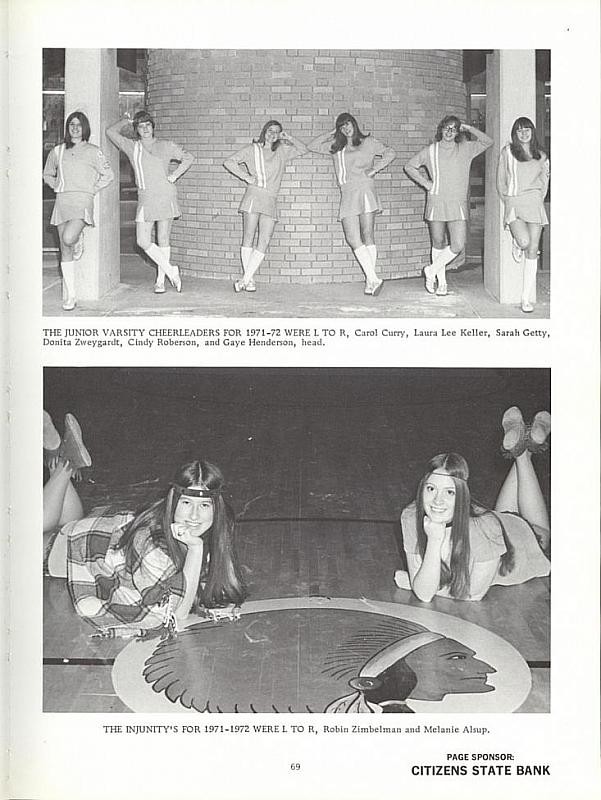 THE JUNIOR VARSITY CHEERLEADERS FOR 1971-72 WERE L TO R, Carol Curry, Laura Lee Keller, Sarah Getty,
Donita Zweygardt, Cindy Roberson, and Gaye Henderson, head.
THE INJUNITY'S FOR 1971-1972 WERE L TO R, Robin Zimbelman and Melanie Alsup.
69
PAGE SPONSOR:
CITIZENS STATE BANK